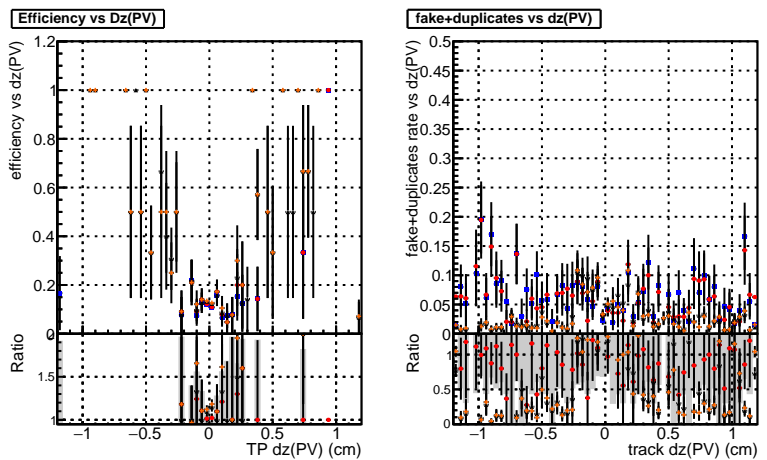 Efficiency vs Dz(PV)
efficiency vs dz(PV)
1.2
1
0.8
0.6
0.4
0.2
0
Ratio
2
1.5
1
−1 −0.5 0 0.5 1
TP dz(PV) (cm)
fake+duplicates vs dz(PV)
fake+duplicates rate vs dz(PV)
0.5
0.45
0.4
0.35
0.3
0.25
0.2
0.15
0.1
0.05
0
Ratio
1
0.5
0
−1 −0.5 0 0.5 1
track dz(PV) (cm)